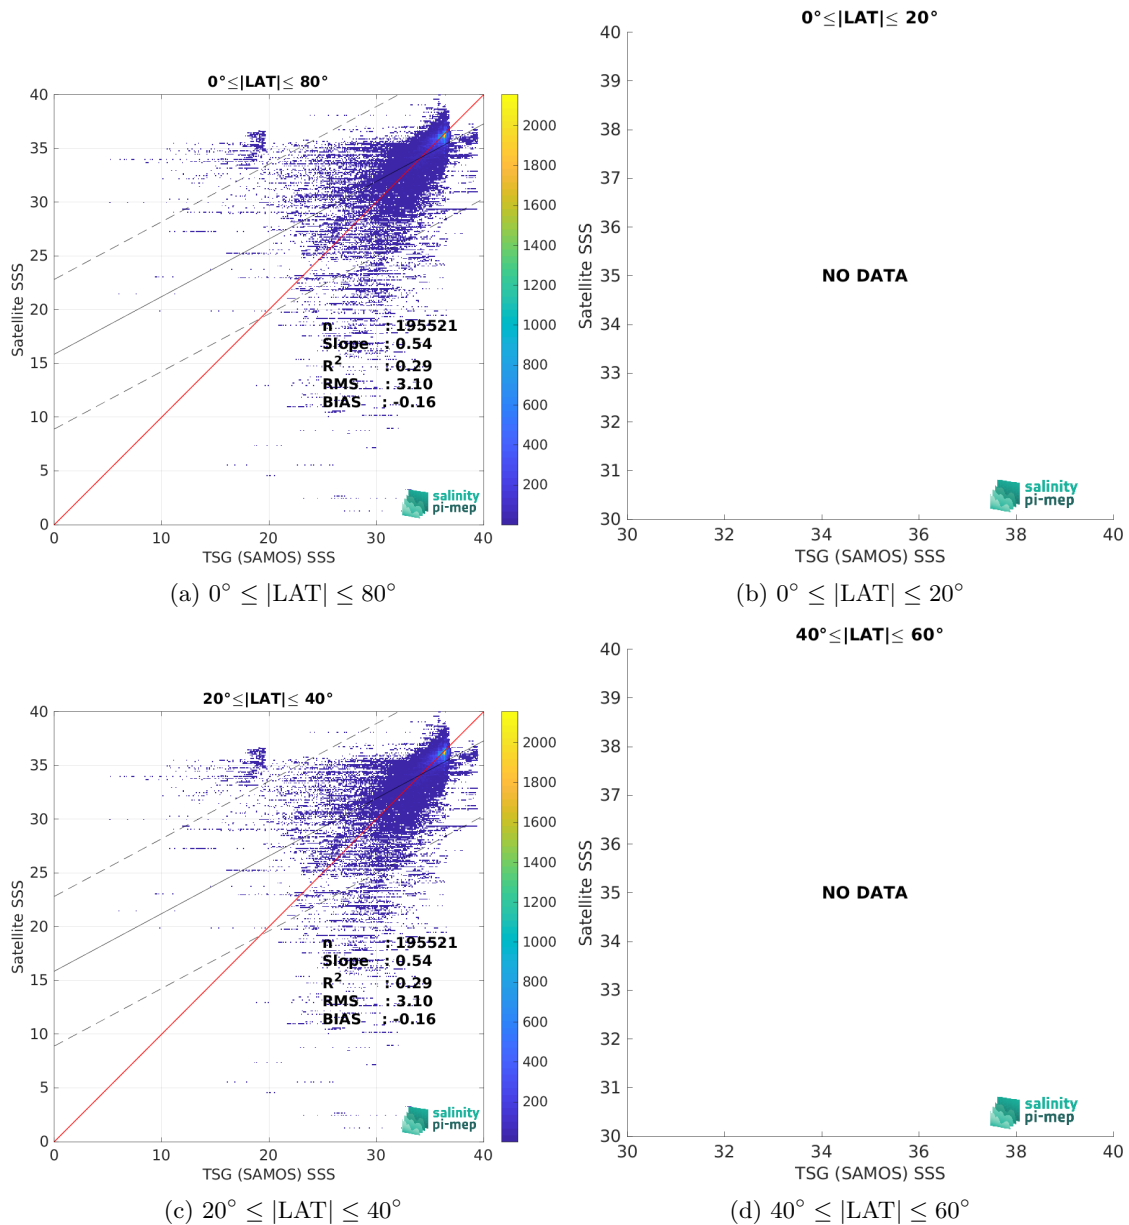 0°≤|LAT|≤ 80°
40
35
30
25
20
15
10
5
0
Satellite SSS
0
10
20
30
40
TSG (SAMOS) SSS
n : 195521
Slope : 0.54
R² : 0.29
RMS : 3.10
BIAS : -0.16
salinity
pi-mep
2000
1800
1600
1400
1200
1000
800
600
400
200
(a) 0° ≤ |LAT| ≤ 80°
0°≤|LAT|≤ 20°
40
39
38
37
36
35
34
33
32
31
30
Satellite SSS
NO DATA
salinity
pi-mep
30
32
34
36
38
40
TSG (SAMOS) SSS
(b) 0° ≤ |LAT| ≤ 20°
20°≤|LAT|≤ 40°
40
35
30
25
20
15
10
5
0
Satellite SSS
0
10
20
30
40
TSG (SAMOS) SSS
n : 195521
Slope : 0.54
R² : 0.29
RMS : 3.10
BIAS : -0.16
salinity
pi-mep
2000
1800
1600
1400
1200
1000
800
600
400
200
(c) 20° ≤ |LAT| ≤ 40°
40°≤|LAT|≤ 60°
40
39
38
37
36
35
34
33
32
31
30
Satellite SSS
NO DATA
salinity
pi-mep
30
32
34
36
38
40
TSG (SAMOS) SSS
(d) 40° ≤ |LAT| ≤ 60°